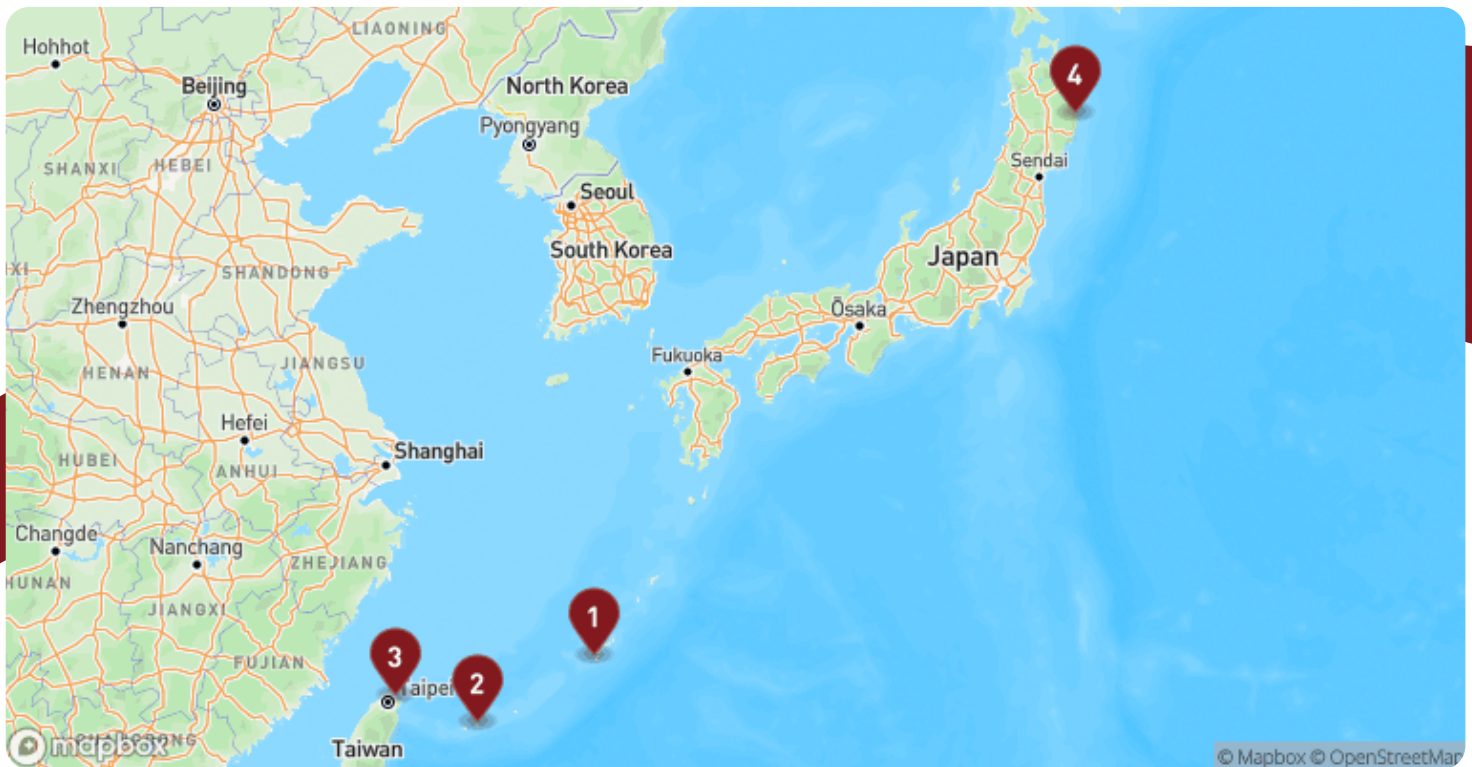 LIAONING
Hohhot
Beijing
North Korea
4
Pyongyang
SHANXI
HEBEI
Sendai
Seoul
South Korea
Japan
XI
SHANDONG
Zhengzhou
Ōsaka
JIANGSU
Fukuoka
HENAN
Hefei
Shanghai
HUBEI
ANHUI
Changde
Nanchang
ZHEJIANG
HUNAN
JIANGXI
1
3
FUJIAN
2
Taipei
mapbox
Taiwan
© Mapbox © OpenStreetMap